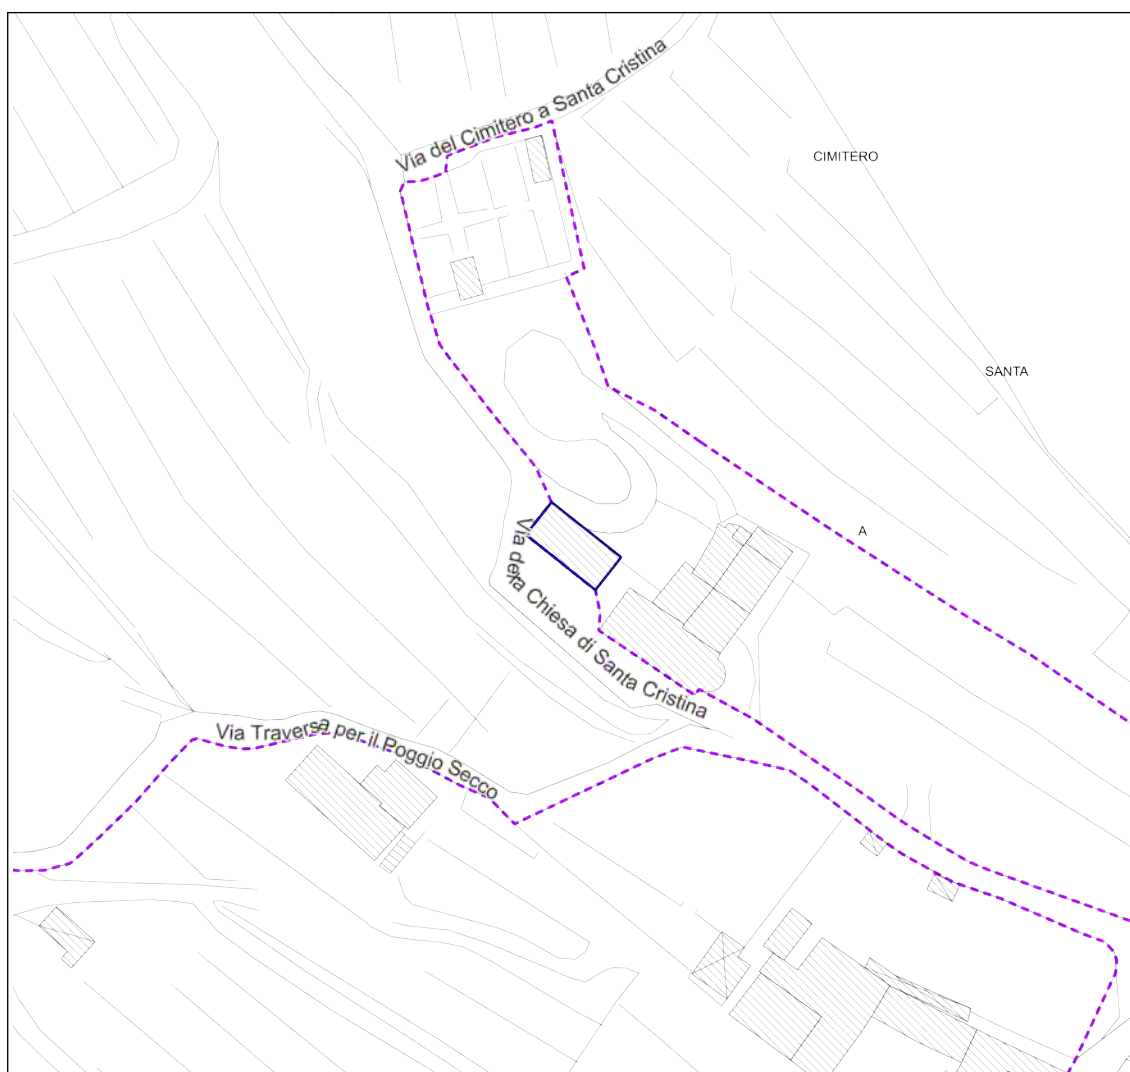 Via del Cimitero a Santa Cristina
CIMITERO
SANTA
A
Via della Chiesa di Santa Cristina
Via Traversa per il Poggio Secco